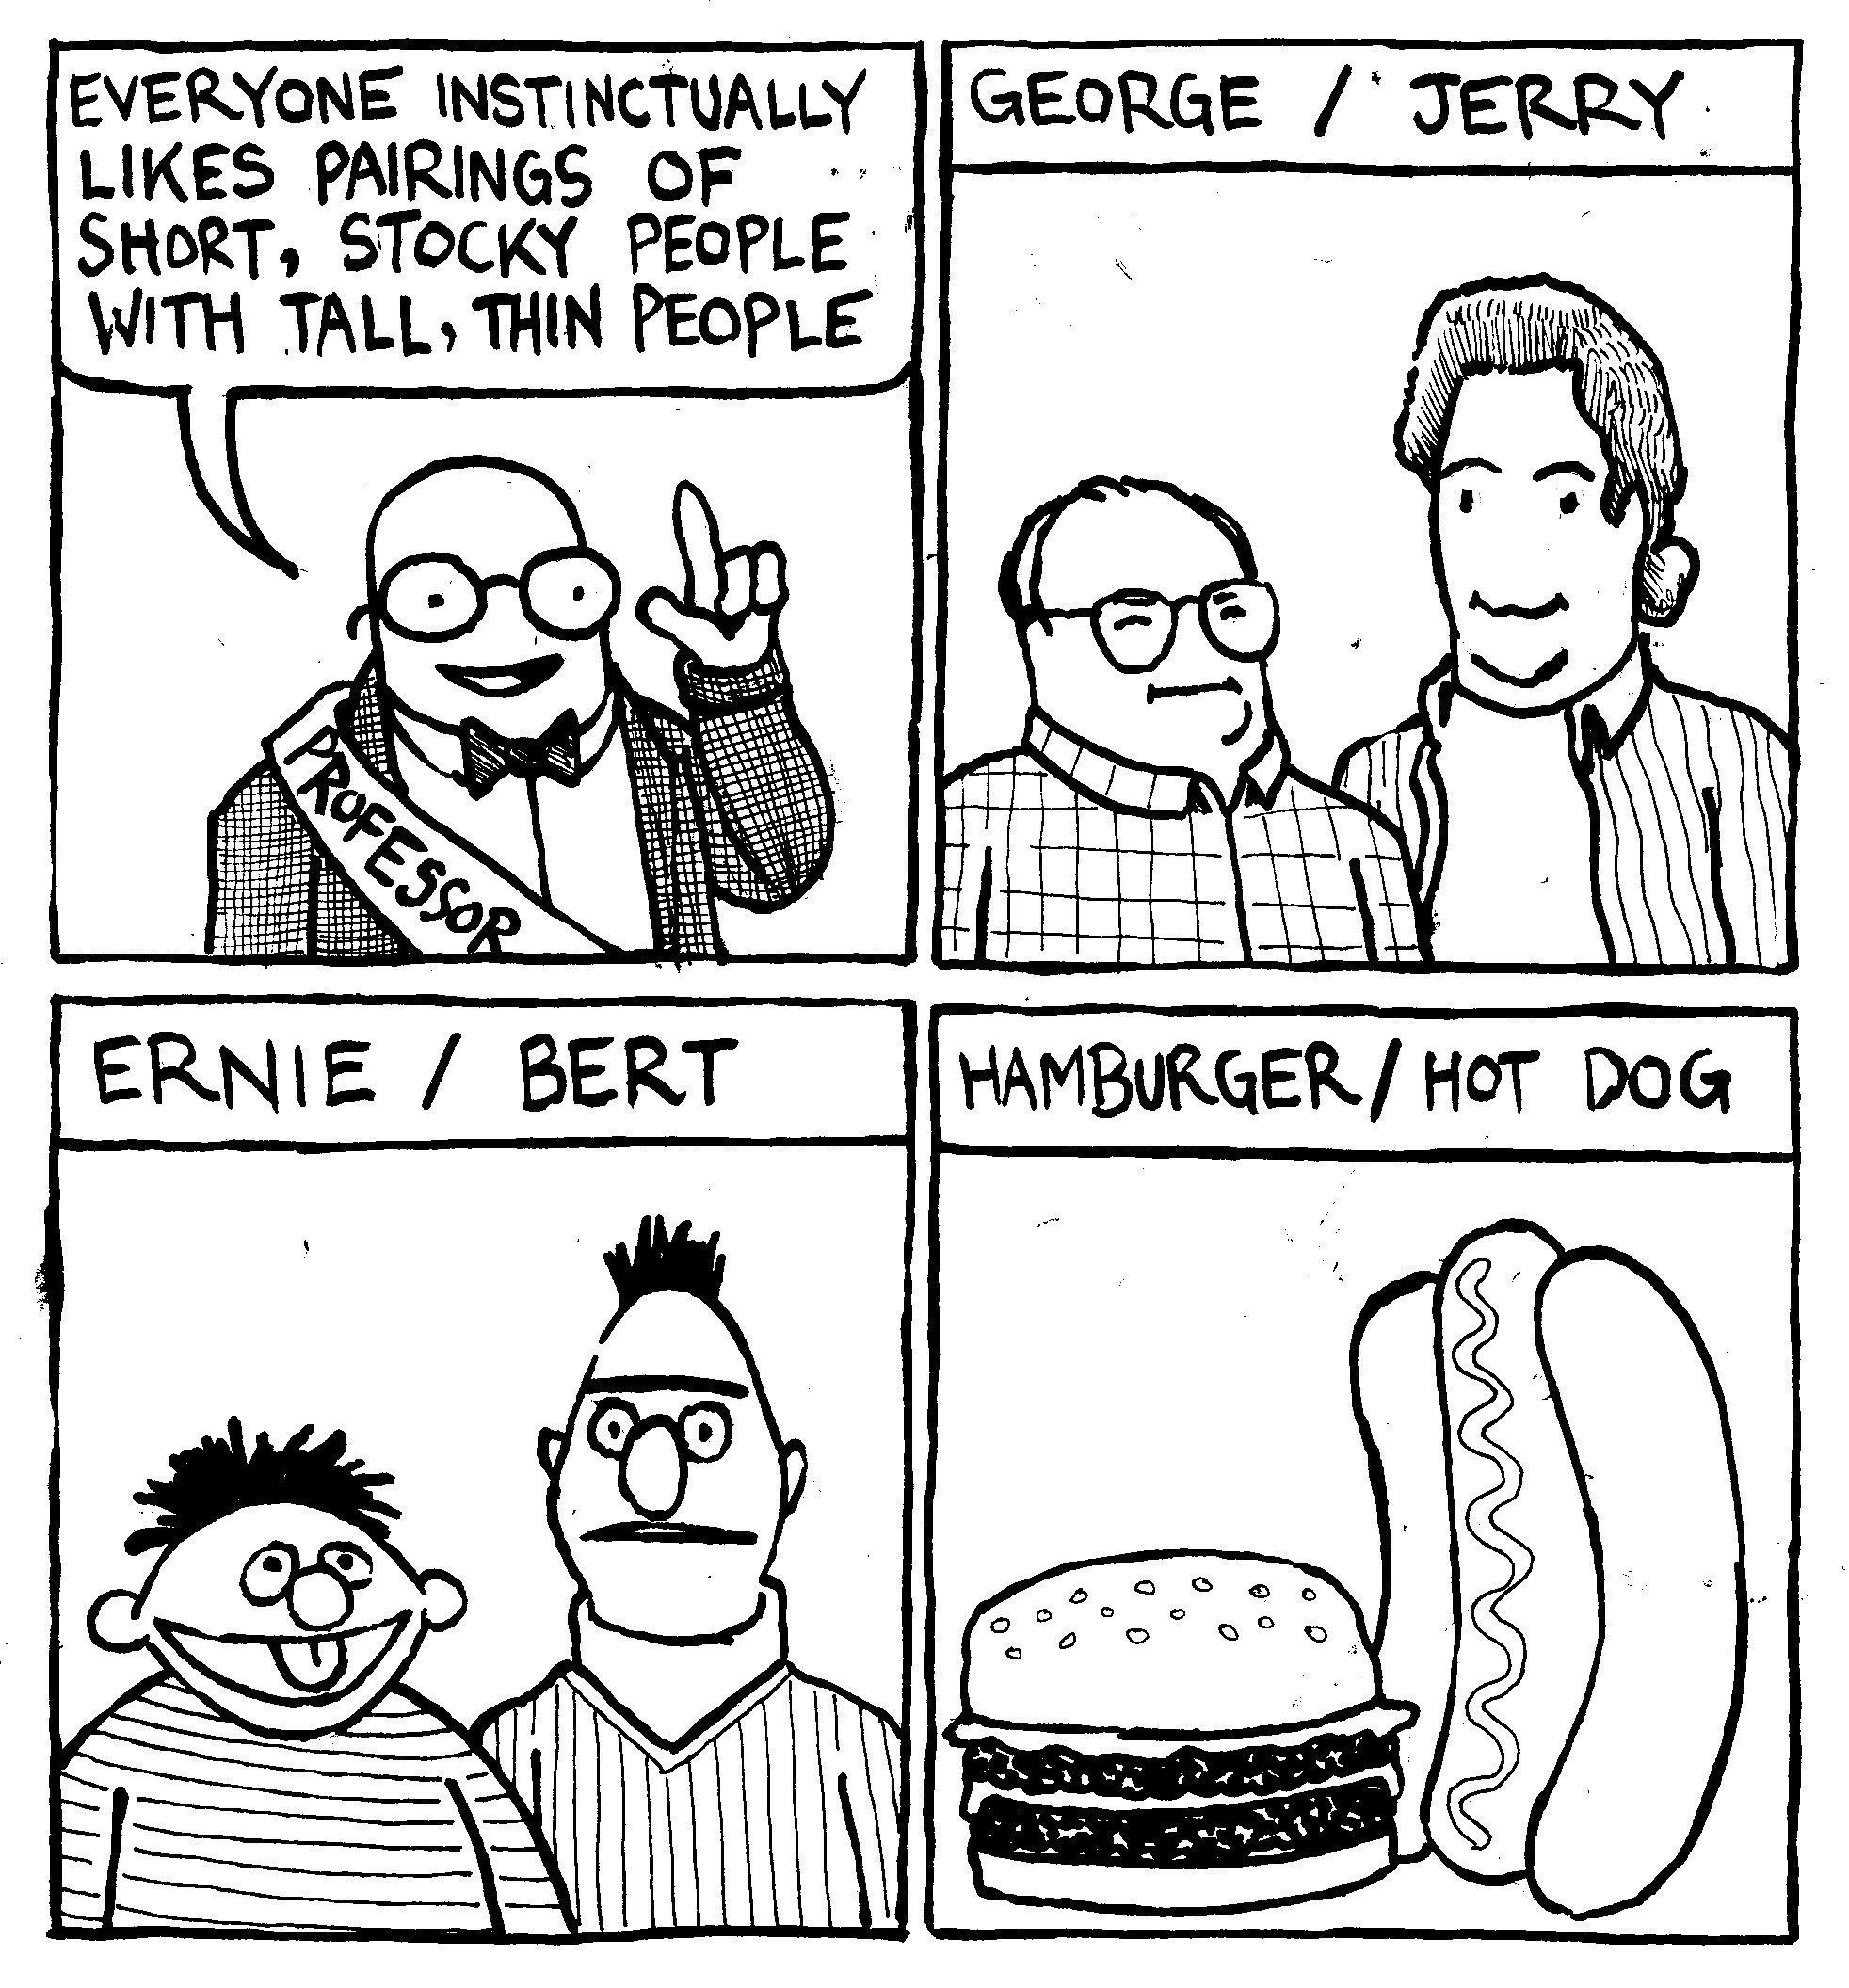 EVERYONE INSTINCTUALLY
LIKES PAIRINGS OF
SHORT, STOCKY PEOPLE
WITH TALL, THIN PEOPLE
PROFESSOR
GEORGE / JERRY
ERNIE / BERT
HAMBURGER / HOT DOG